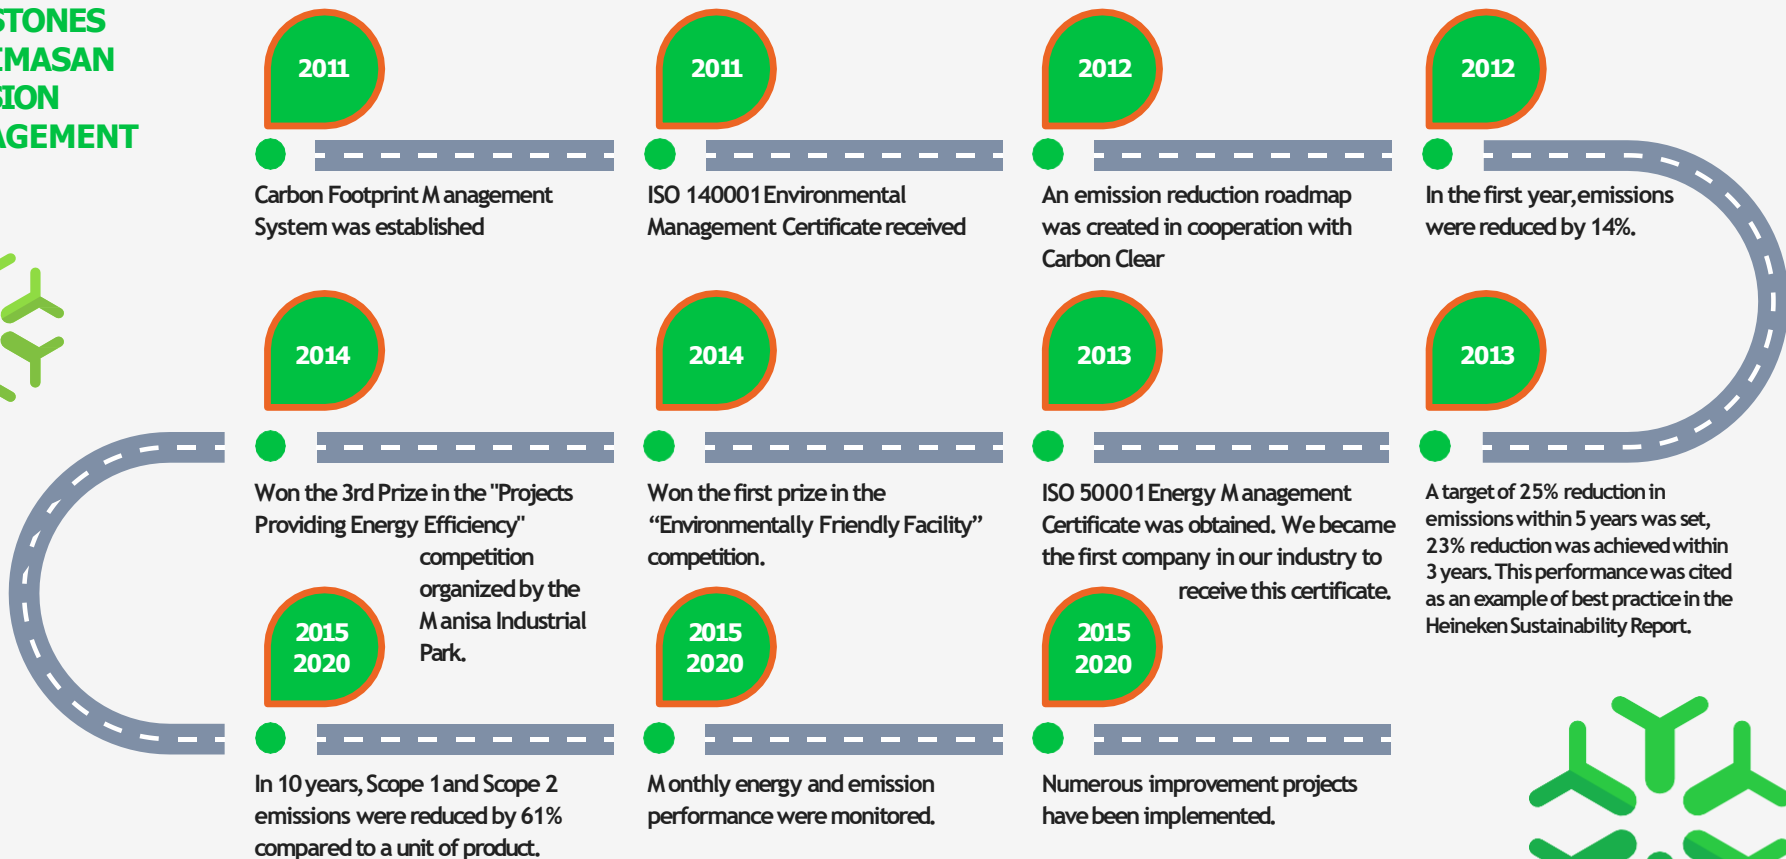 STONES
IMASAN
SION
AGEMENT
2011
Carbon Footprint Management
System was established
2011
ISO 140001 Environmental
Management Certificate received
2012
An emission reduction roadmap
was created in cooperation with
Carbon Clear
2012
In the first year, emissions
were reduced by 14%.
2014
Won the 3rd Prize in the "Projects
Providing Energy Efficiency"
competition
organized by the
Manisa Industrial
Park.
2014
Won the first prize in the
“Environmentally Friendly Facility”
competition.
2013
ISO 50001 Energy Management
Certificate was obtained. We became
the first company in our industry to
receive this certificate.
2013
A target of 25% reduction in
emissions within 5 years was set,
23% reduction was achieved within
3 years. This performance was cited
as an example of best practice in the
Heineken Sustainability Report.
2015
2020
In 10 years, Scope 1 and Scope 2
emissions were reduced by 61%
compared to a unit of product.
2015
2020
Monthly energy and emission
performance were monitored.
2015
2020
Numerous improvement projects
have been implemented.